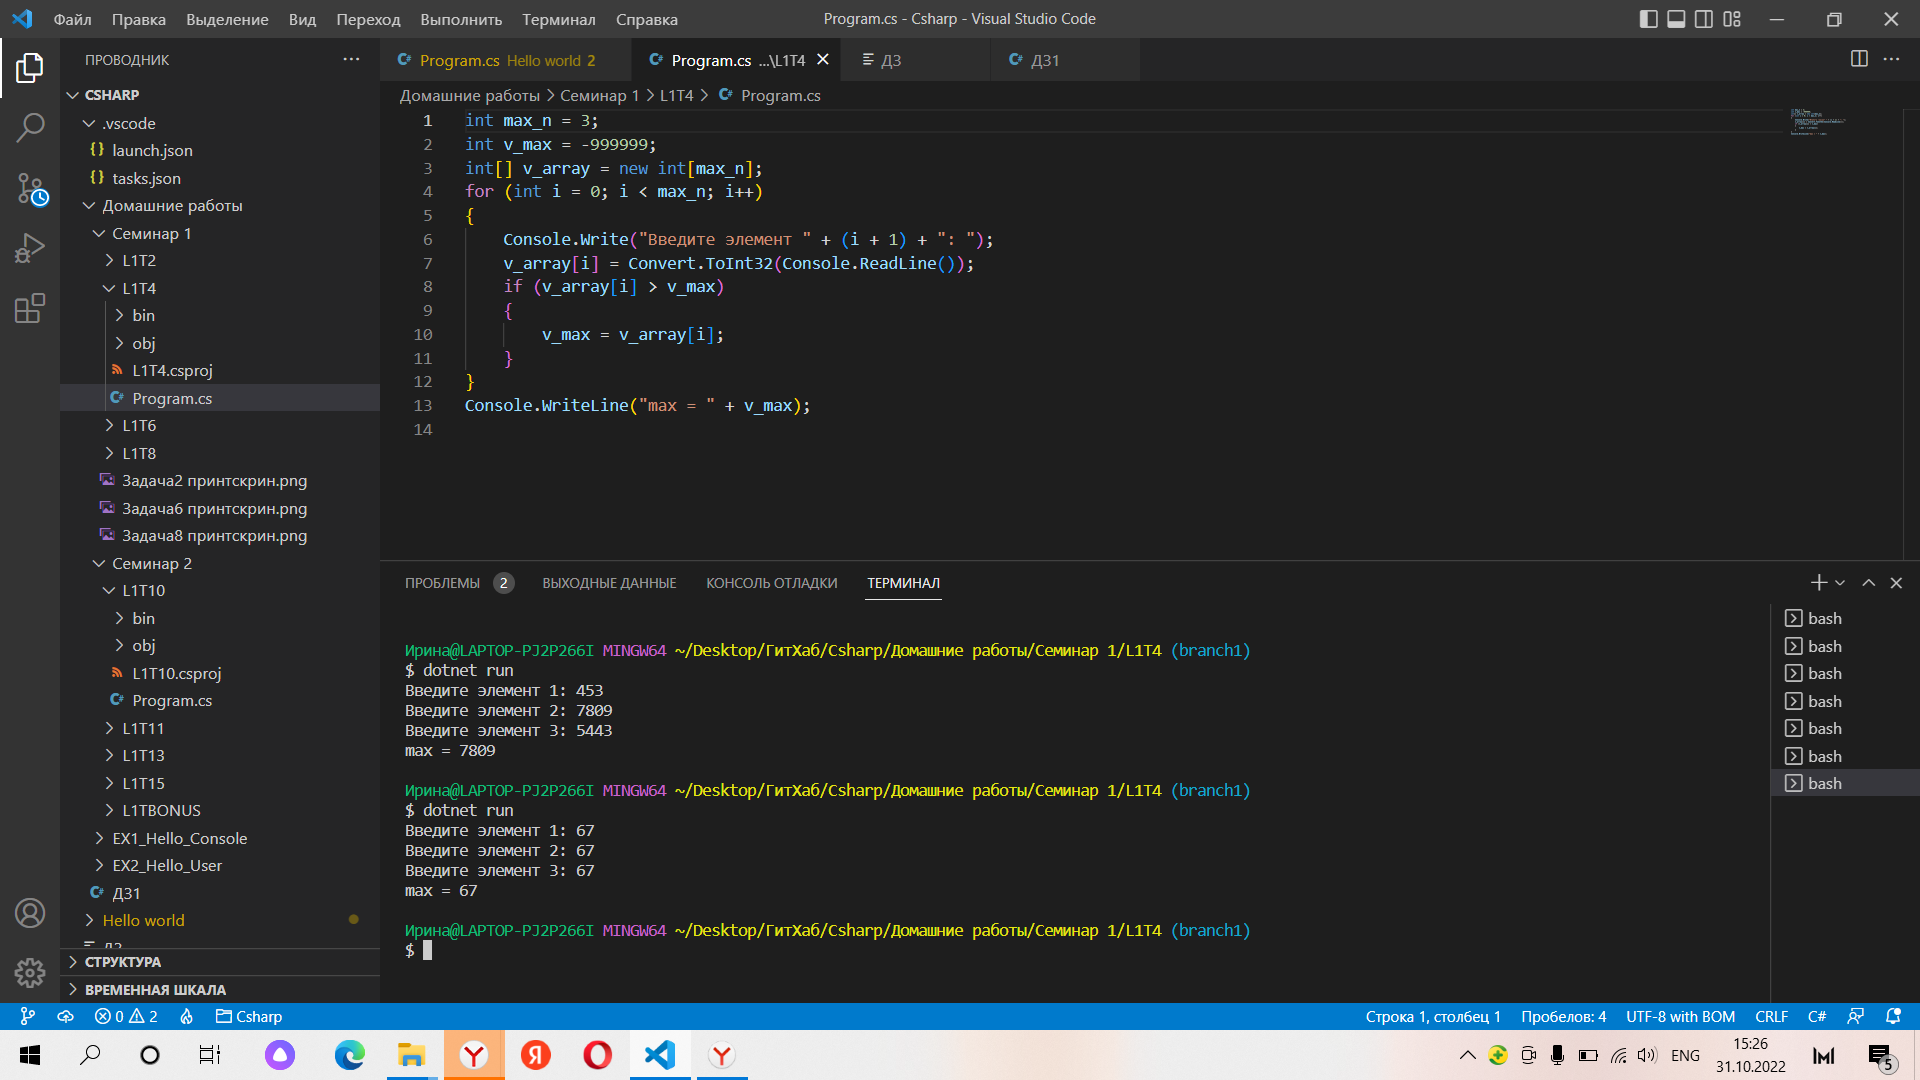 Файл Правка Выделение Вид Переход Выполнить Терминал Справка Program.cs - Csharp - Visual Studio Code
ПРОВОДНИК
CSHARP
.vscode
launch.json
tasks.json
Домашние работы
Семинар 1
L1T2
L1T4
bin
obj
L1T4.csproj
Program.cs
L1T6
L1T8
Задача2 принтскрин.png
Задача6 принтскрин.png
Задача8 принтскрин.png
Семинар 2
L1T10
bin
obj
L1T10.csproj
Program.cs
L1T11
L1T13
L1T15
L1TBONUS
EX1_Hello_Console
EX2_Hello_User
ДЗ1
Hello world
ДЗ
СТРУКТУРА
ВРЕМЕННАЯ ШКАЛА
Program.cs Hello world 2 Program.cs ...\L1T4 ДЗ ДЗ1
Домашние работы > Семинар 1 > L1T4 > Program.cs
1 int max_n = 3;
2 int v_max = -999999;
3 int[] v_array = new int[max_n];
4 for (int i = 0; i < max_n; i++)
5 {
6 Console.Write("Введите элемент " + (i + 1) + ": ");
7 v_array[i] = Convert.ToInt32(Console.ReadLine());
8 if (v_array[i] > v_max)
9 {
10 v_max = v_array[i];
11 }
12 }
13 Console.WriteLine("max = " + v_max);
14
ПРОБЛЕМЫ 2 ВЫХОДНЫЕ ДАННЫЕ КОНСОЛЬ ОТЛАДКИ ТЕРМИНАЛ
Ирина@LAPTOP-PJ2P266I MINGW64 ~/Desktop/ГитХаб/Csharp/Домашние работы/Семинар 1/L1T4 (branch1)
$ dotnet run
Введите элемент 1: 453
Введите элемент 2: 7809
Введите элемент 3: 5443
max = 7809
Ирина@LAPTOP-PJ2P266I MINGW64 ~/Desktop/ГитХаб/Csharp/Домашние работы/Семинар 1/L1T4 (branch1)
$ dotnet run
Введите элемент 1: 67
Введите элемент 2: 67
Введите элемент 3: 67
max = 67
Ирина@LAPTOP-PJ2P266I MINGW64 ~/Desktop/ГитХаб/Csharp/Домашние работы/Семинар 1/L1T4 (branch1)
$
bash
bash
bash
bash
bash
bash
bash
0 2 Csharp Строка 1, столбец 1 Пробелов: 4 UTF-8 with BOM CRLF C#
ENG
15:26
31.10.2022
5